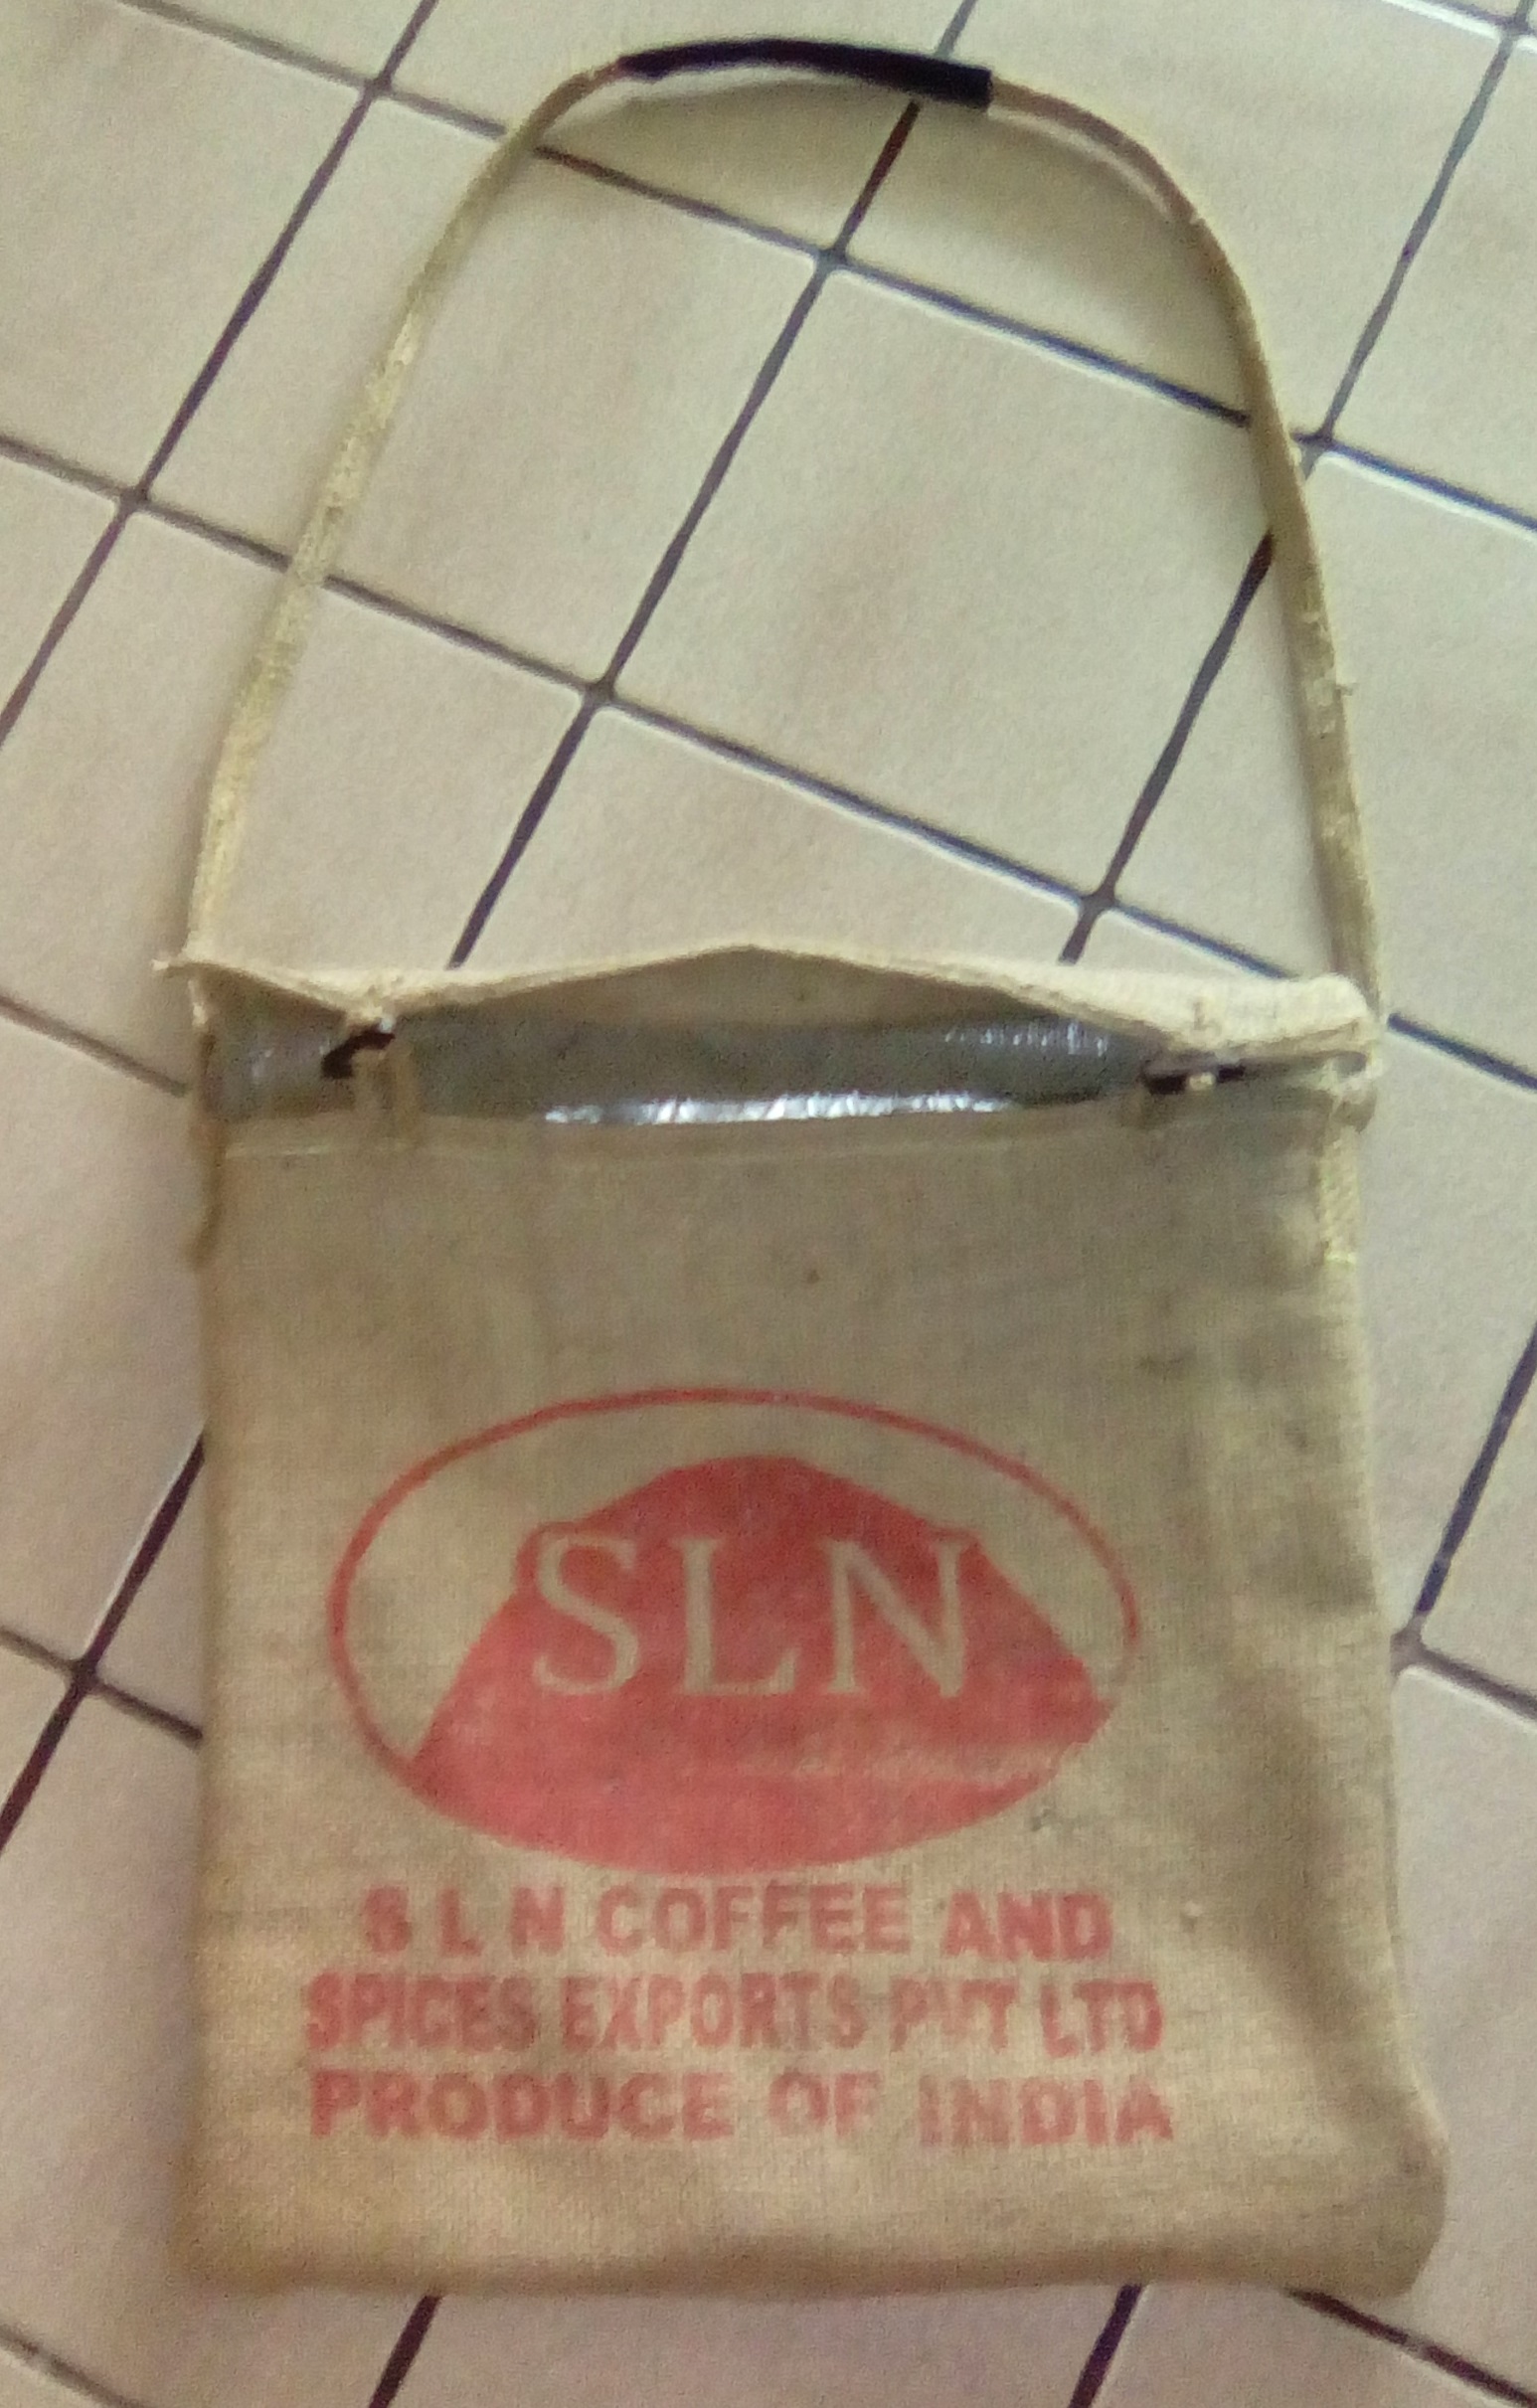 SLN
S L N COFFEE AND
SPICES EXPORTS PVT LTD
PRODUCE OF INDIA